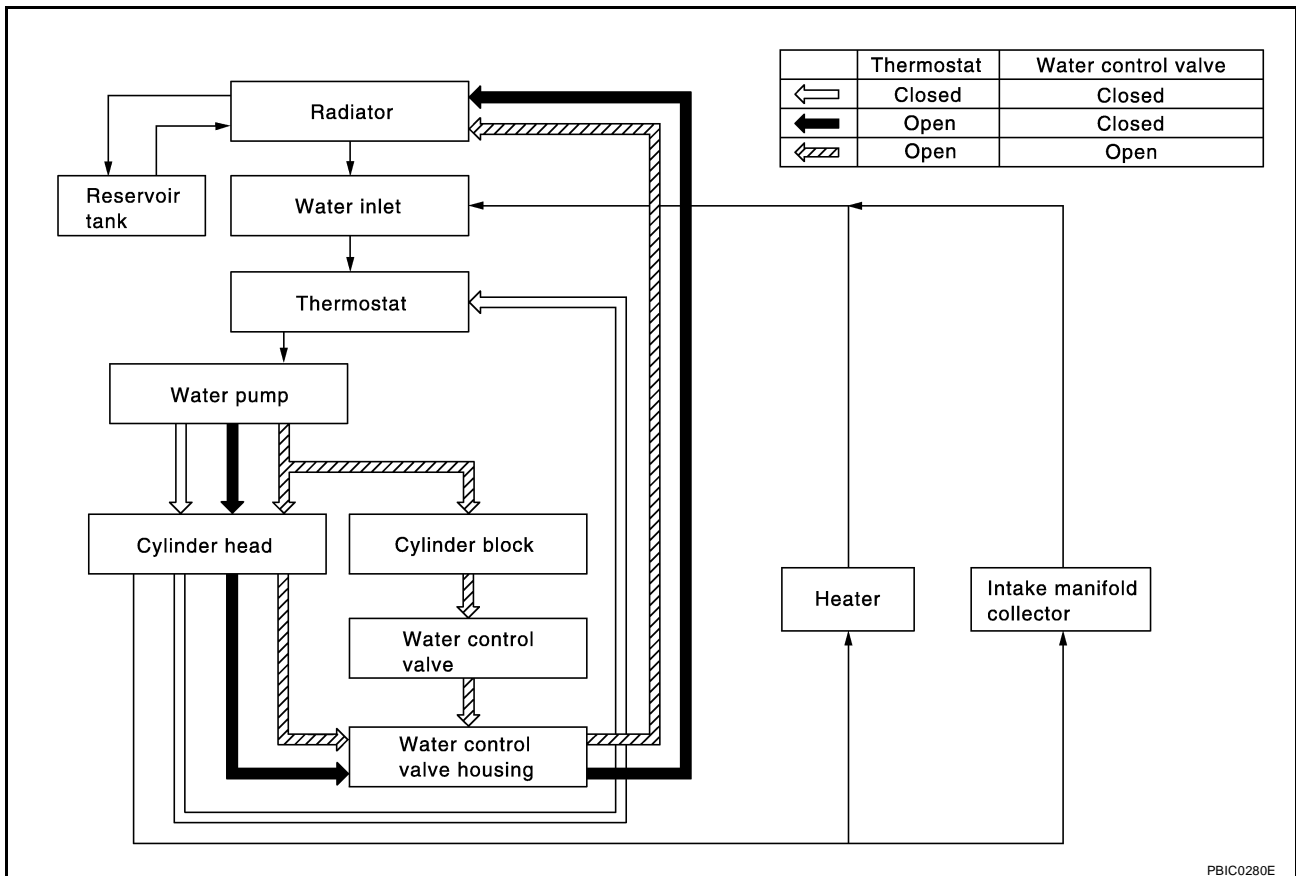 Thermostat Water control valve
Closed Closed
Open Closed
Open Open
Radiator
Reservoir
tank
Water inlet
Thermostat
Water pump
Cylinder head
Cylinder block
Water control
valve
Water control
valve housing
Heater
Intake manifold
collector
PBIC0280E